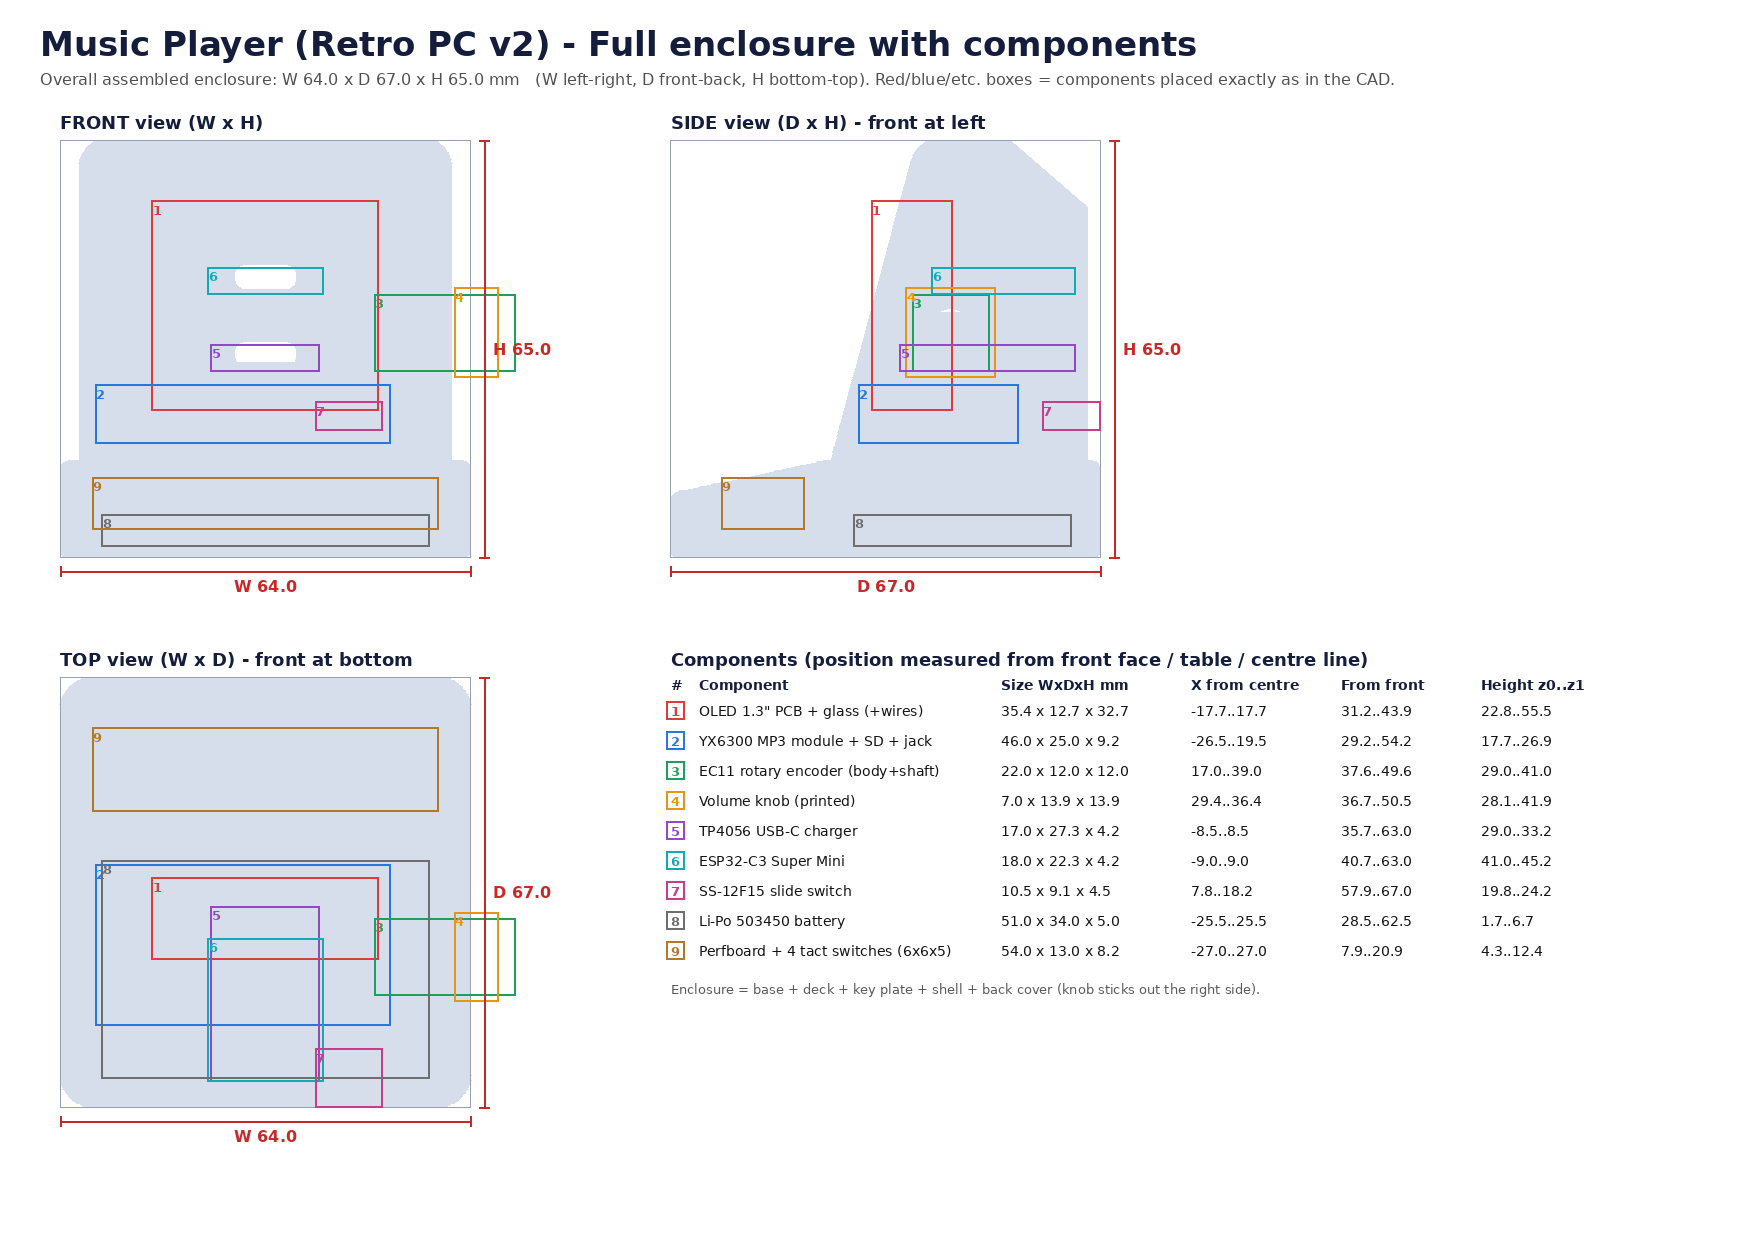 Music Player (Retro PC v2) - Full enclosure with components
Overall assembled enclosure: W 64.0 x D 67.0 x H 65.0 mm   (W left-right, D front-back, H bottom-top). Red/blue/etc. boxes = components placed exactly as in the CAD.
FRONT view (W x H)
1
6
3
4
5
2
7
9
8
H 65.0
W 64.0
SIDE view (D x H) - front at left
1
6
4
3
5
2
7
9
8
H 65.0
D 67.0
TOP view (W x D) - front at bottom
9
8
2
1
5
4
3
6
7
D 67.0
W 64.0
Components (position measured from front face / table / centre line)
# Component Size WxDxH mm X from centre From front Height z0..z1
1 OLED 1.3" PCB + glass (+wires) 35.4 x 12.7 x 32.7 -17.7..17.7 31.2..43.9 22.8..55.5
2 YX6300 MP3 module + SD + jack 46.0 x 25.0 x 9.2 -26.5..19.5 29.2..54.2 17.7..26.9
3 EC11 rotary encoder (body+shaft) 22.0 x 12.0 x 12.0 17.0..39.0 37.6..49.6 29.0..41.0
4 Volume knob (printed) 7.0 x 13.9 x 13.9 29.4..36.4 36.7..50.5 28.1..41.9
5 TP4056 USB-C charger 17.0 x 27.3 x 4.2 -8.5..8.5 35.7..63.0 29.0..33.2
6 ESP32-C3 Super Mini 18.0 x 22.3 x 4.2 -9.0..9.0 40.7..63.0 41.0..45.2
7 SS-12F15 slide switch 10.5 x 9.1 x 4.5 7.8..18.2 57.9..67.0 19.8..24.2
8 Li-Po 503450 battery 51.0 x 34.0 x 5.0 -25.5..25.5 28.5..62.5 1.7..6.7
9 Perfboard + 4 tact switches (6x6x5) 54.0 x 13.0 x 8.2 -27.0..27.0 7.9..20.9 4.3..12.4
Enclosure = base + deck + key plate + shell + back cover (knob sticks out the right side).